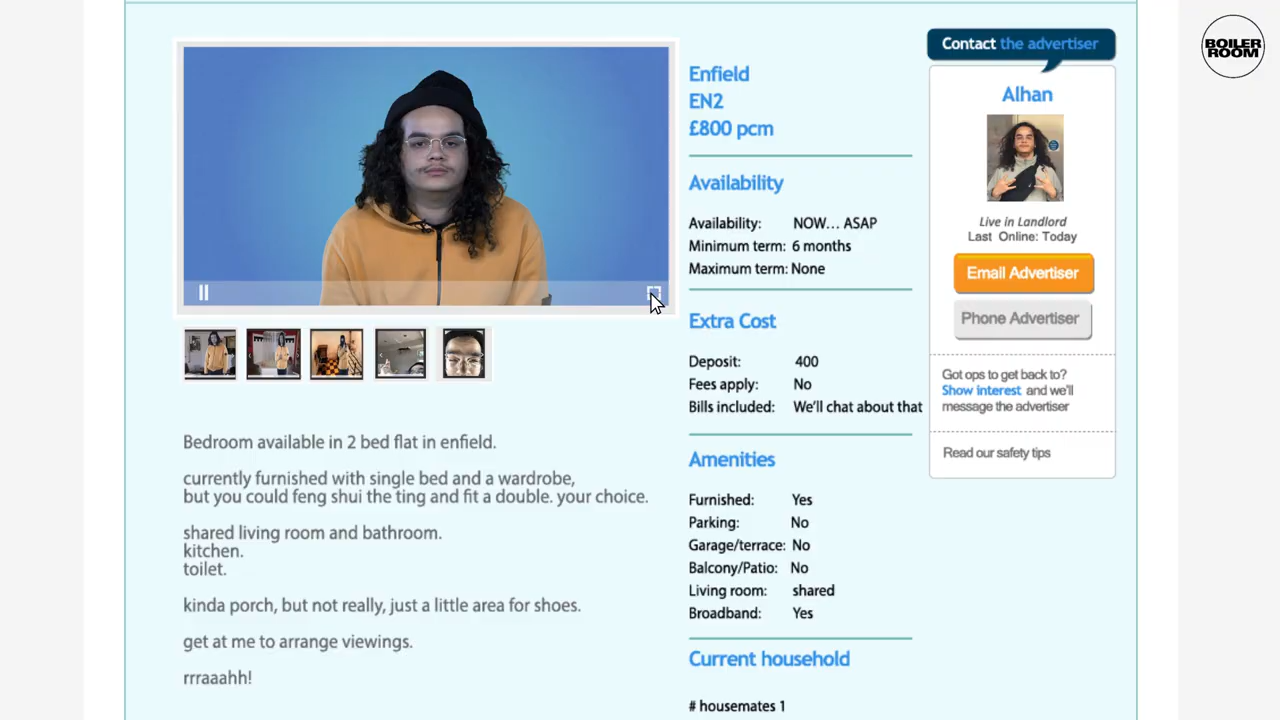 BOILER
ROOM
Enfield
EN2
£800 pcm
Availability
Availability: NOW... ASAP
Minimum term: 6 months
Maximum term: None
Extra Cost
Deposit: 400
Fees apply: No
Bills included: We'll chat about that
Amenities
Furnished: Yes
Parking: No
Garage/terrace: No
Balcony/Patio: No
Living room: shared
Broadband: Yes
Current household
# housemates 1
Contact the advertiser
Alhan
Live in Landlord
Last Online: Today
Email Advertiser
Phone Advertiser
Got ops to get back to?
Show interest and we'll
message the advertiser
Read our safety tips
Bedroom available in 2 bed flat in enfield.
currently furnished with single bed and a wardrobe,
but you could feng shui the ting and fit a double. your choice.
shared living room and bathroom.
kitchen.
toilet.
kinda porch, but not really, just a little area for shoes.
get at me to arrange viewings.
rrraaahh!